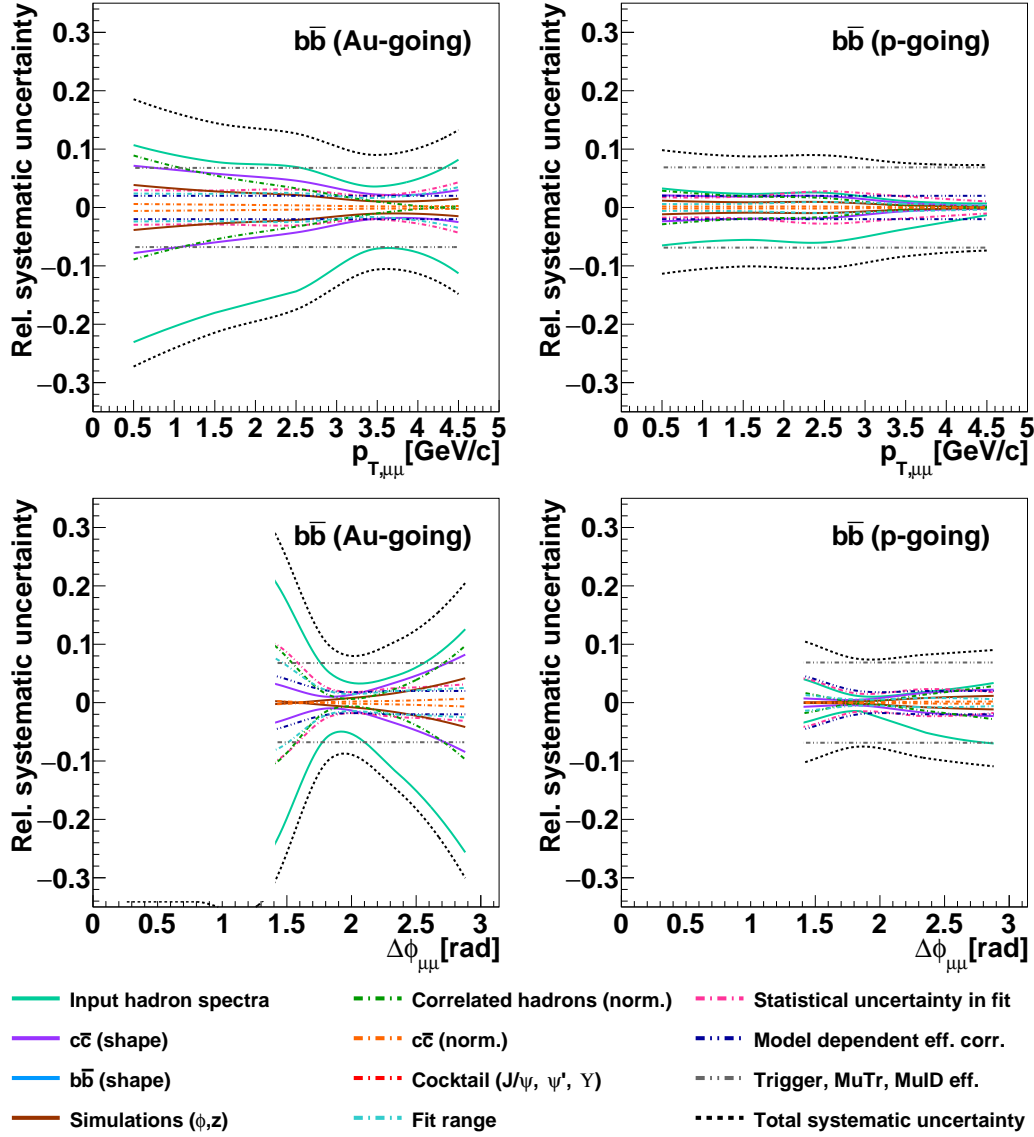 Rel. systematic uncertainty
0.3
0.2
0.1
0
−0.1
−0.2
−0.3
bb̅ (Au-going)
0 0.5 1 1.5 2 2.5 3 3.5 4 4.5 5
p_T,μμ [GeV/c]
Rel. systematic uncertainty
0.3
0.2
0.1
0
−0.1
−0.2
−0.3
bb̅ (p-going)
0 0.5 1 1.5 2 2.5 3 3.5 4 4.5 5
p_T,μμ [GeV/c]
Rel. systematic uncertainty
0.3
0.2
0.1
0
−0.1
−0.2
−0.3
bb̅ (Au-going)
0 0.5 1 1.5 2 2.5 3
Δϕ_μμ [rad]
Rel. systematic uncertainty
0.3
0.2
0.1
0
−0.1
−0.2
−0.3
bb̅ (p-going)
0 0.5 1 1.5 2 2.5 3
Δϕ_μμ [rad]
Input hadron spectra
cc̅ (shape)
bb̅ (shape)
Simulations (ϕ,z)
Correlated hadrons (norm.)
cc̅ (norm.)
Cocktail (J/ψ, ψ', ϒ)
Fit range
Statistical uncertainty in fit
Model dependent eff. corr.
Trigger, MuTr, MuID eff.
Total systematic uncertainty